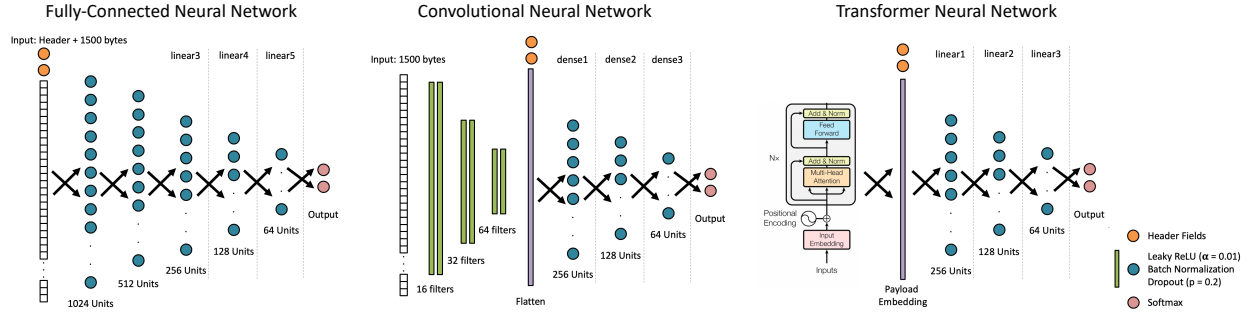 Fully-Connected Neural Network
Input: Header + 1500 bytes
linear3
linear4
linear5
Output
64 Units
128 Units
256 Units
512 Units
1024 Units
Convolutional Neural Network
Input: 1500 bytes
dense1
dense2
dense3
16 filters
32 filters
64 filters
Flatten
256 Units
128 Units
64 Units
Output
Transformer Neural Network
linear1
linear2
linear3
Add & Norm
Feed
Forward
N×
Add & Norm
Multi-Head
Attention
Positional
Encoding
Input
Embedding
Inputs
Payload
Embedding
256 Units
128 Units
64 Units
Output
Header Fields
Leaky ReLU (α = 0.01)
Batch Normalization
Dropout (p = 0.2)
Softmax